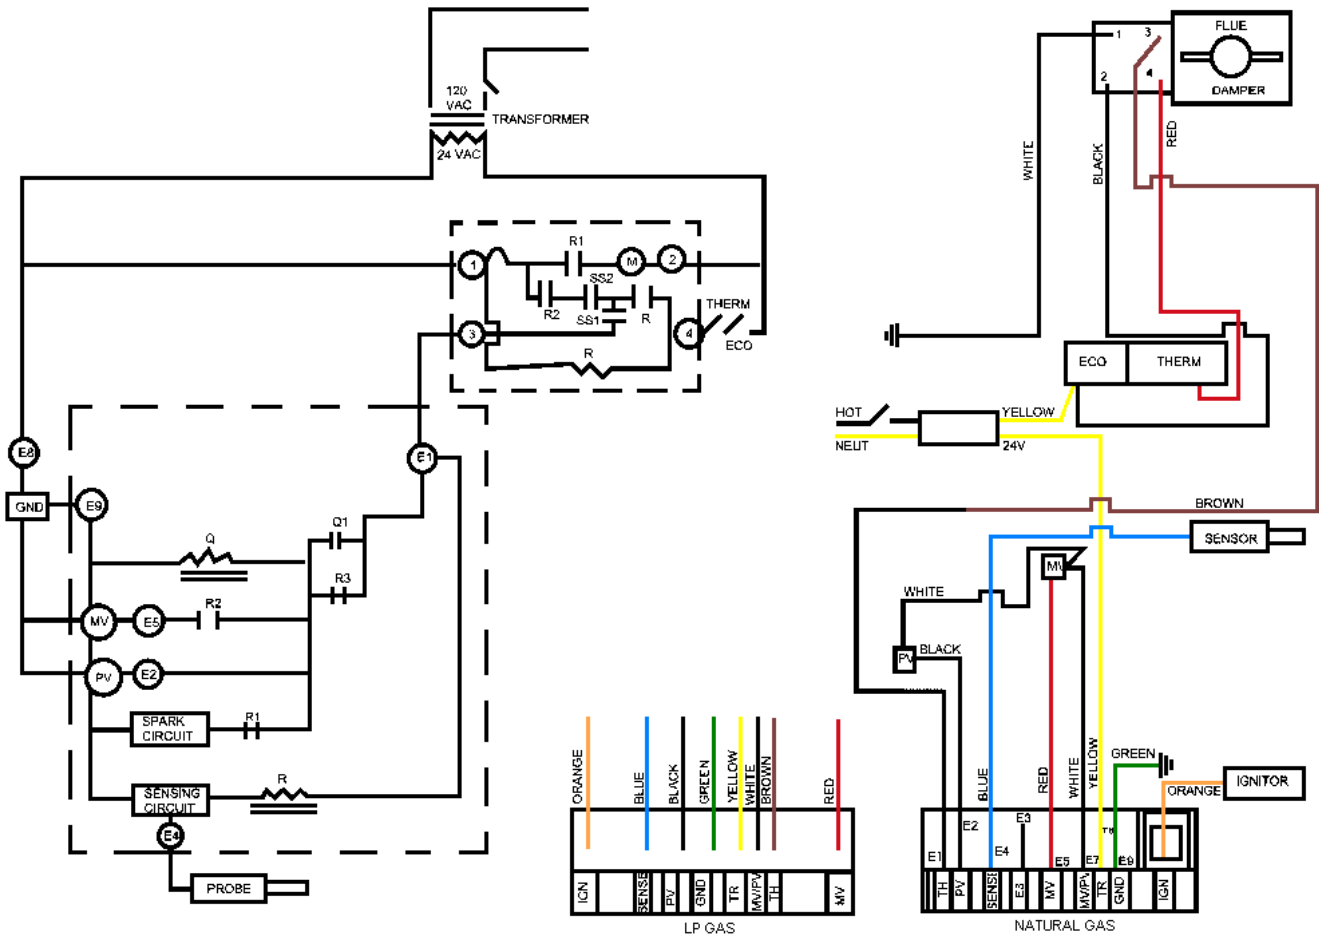 120
VAC
TRANSFORMER
24 VAC
R1
1
M
2
SS2
R2
SS1
R
THERM
3
4
ECO
R
E8
E1
GND
E9
Q1
Q
R3
R2
MV
E5
PV
E2
SPARK
CIRCUIT
R1
SENSING
CIRCUIT
R
E4
PROBE
ORANGE
BLUE
BLACK
GREEN
YELLOW
WHITE
BROWN
RED
IGN
SENSE
PV
GND
TR
MV/PV
TH
MV
LP GAS
1
3
FLUE
2
4
DAMPER
WHITE
BLACK
RED
ECO
THERM
HOT
YELLOW
NEUT
24V
BROWN
SENSOR
MV
WHITE
PV
BLACK
BLUE
RED
WHITE
YELLOW
GREEN
ORANGE
IGNITOR
E1
E2
E4
E3
E5
E7
E9
TH
PV
SENSE
E3
MV
MV/PV
TR
GND
IGN
NATURAL GAS